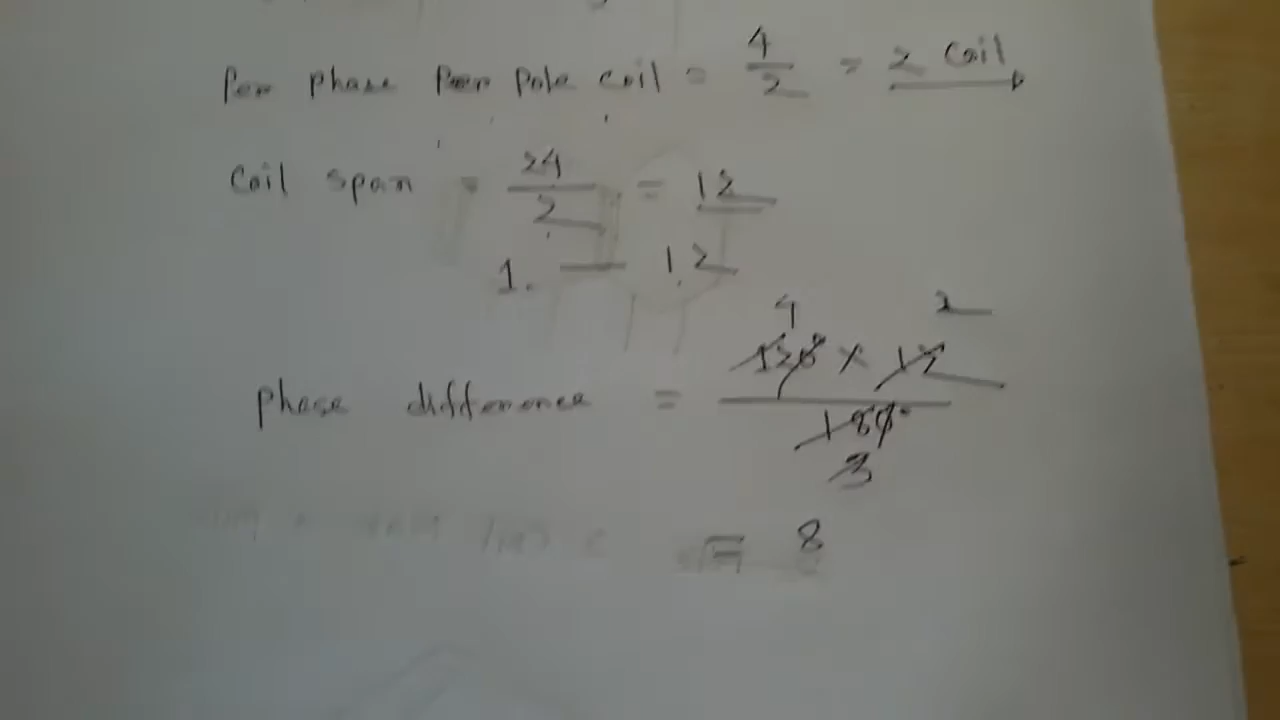 Per phase Per pole coil = 4/2 = 2 coil
Coil span = 24/2 = 12
1. — 12
4 2
phase difference = 120 x 12 / 180°
3
= 8